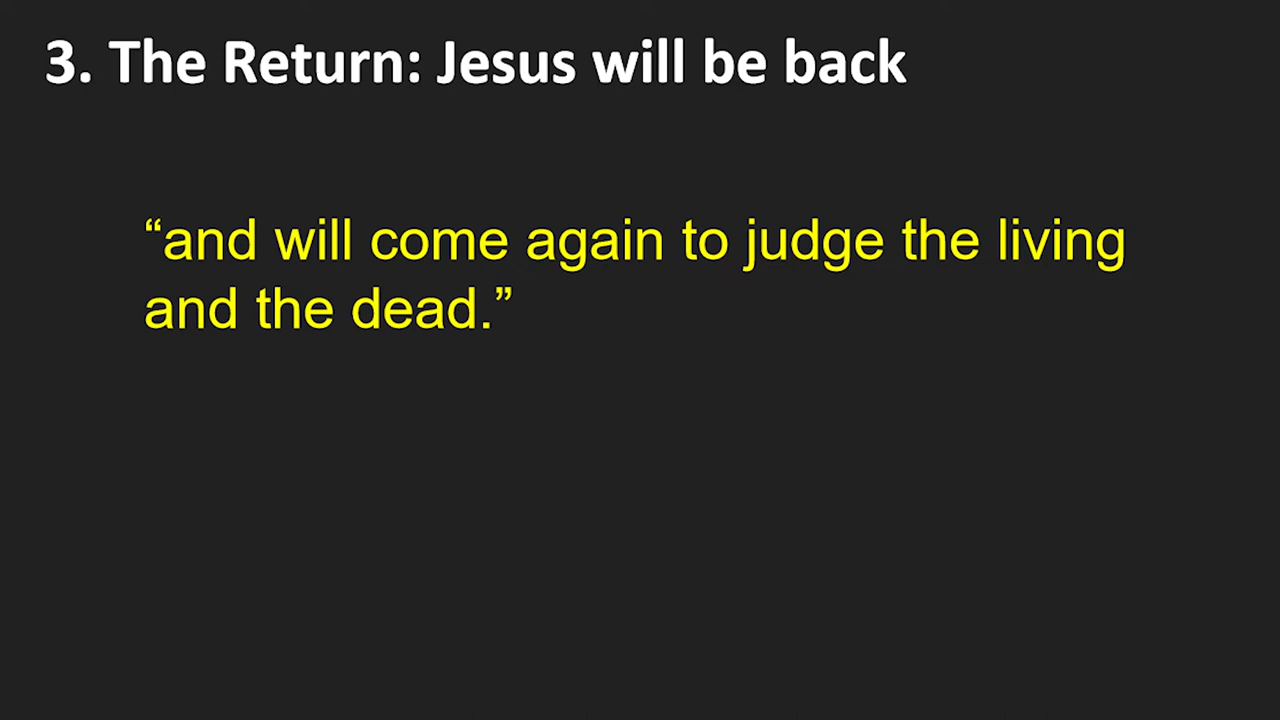 3. The Return: Jesus will be back
“and will come again to judge the living
and the dead.”